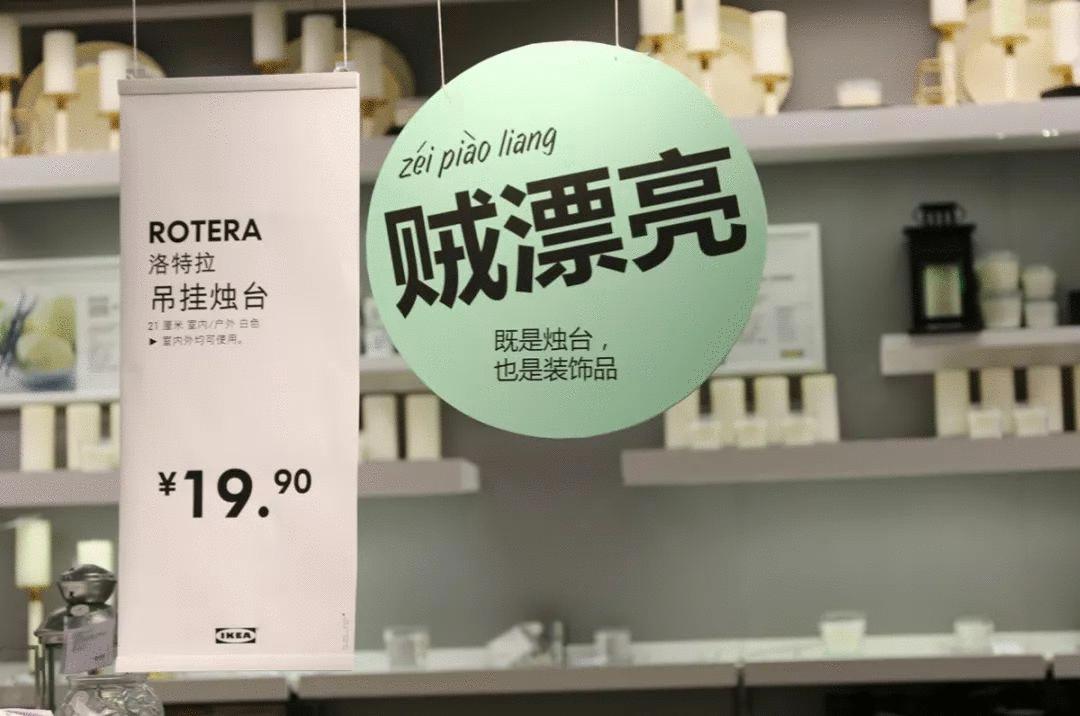 ROTERA
洛特拉
吊挂烛台
21 厘米 室内/户外 白色
▶ 室内外均可使用。
¥19.90
IKEA
zéi piào liang
贼漂亮
既是烛台，
也是装饰品